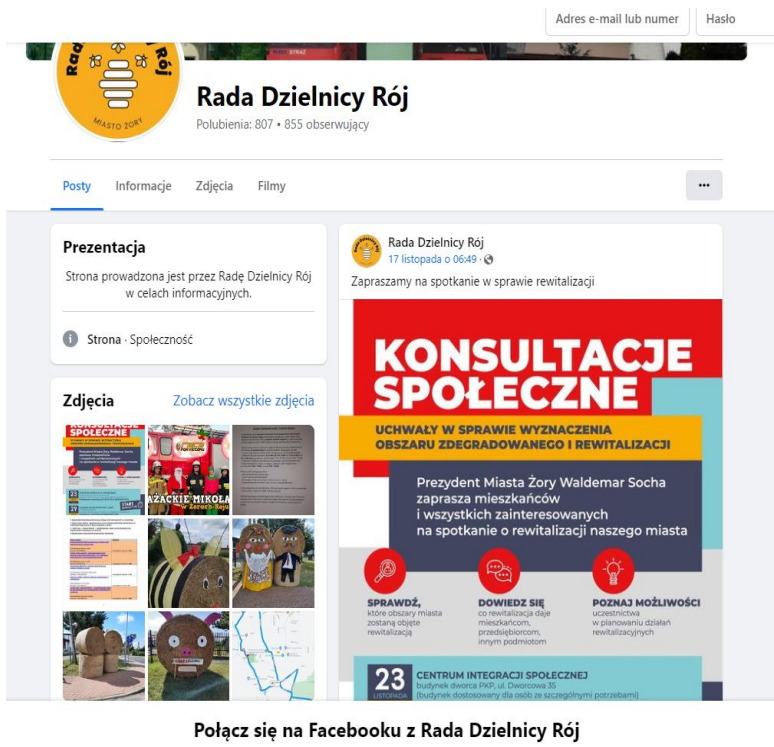 Adres e-mail lub numer
Hasło
Rada Dzielnicy Rój
MIASTO ŻORY
STRAŻ
Rada Dzielnicy Rój
Polubienia: 807 • 855 obserwujący
Posty
Informacje
Zdjęcia
Filmy
Prezentacja
Strona prowadzona jest przez Radę Dzielnicy Rój
w celach informacyjnych.
Strona · Społeczność
Zdjęcia
Zobacz wszystkie zdjęcia
KONSULTACJE
SPOŁECZNE
23
27
START
Rada Dzielnicy Rój
17 listopada o 06:49
Zapraszamy na spotkanie w sprawie rewitalizacji
KONSULTACJE
SPOŁECZNE
UCHWAŁY W SPRAWIE WYZNACZENIA
OBSZARU ZDEGRADOWANEGO I REWITALIZACJI
Prezydent Miasta Żory Waldemar Socha
zaprasza mieszkańców
i wszystkich zainteresowanych
na spotkanie o rewitalizacji naszego miasta
SPRAWDŹ,
które obszary miasta
zostaną objęte
rewitalizacją
DOWIEDZ SIĘ
co rewitalizacja daje
mieszkańcom,
przedsiębiorcom,
innym podmiotom
POZNAJ MOŻLIWOŚCI
uczestnictwa
w planowaniu działań
rewitalizacyjnych
23
LISTOPADA
CENTRUM INTEGRACJI SPOŁECZNEJ
budynek dworca PKP, ul. Dworcowa 35
(budynek dostosowany dla osób ze szczególnymi potrzebami)
Połącz się na Facebooku z Rada Dzielnicy Rój